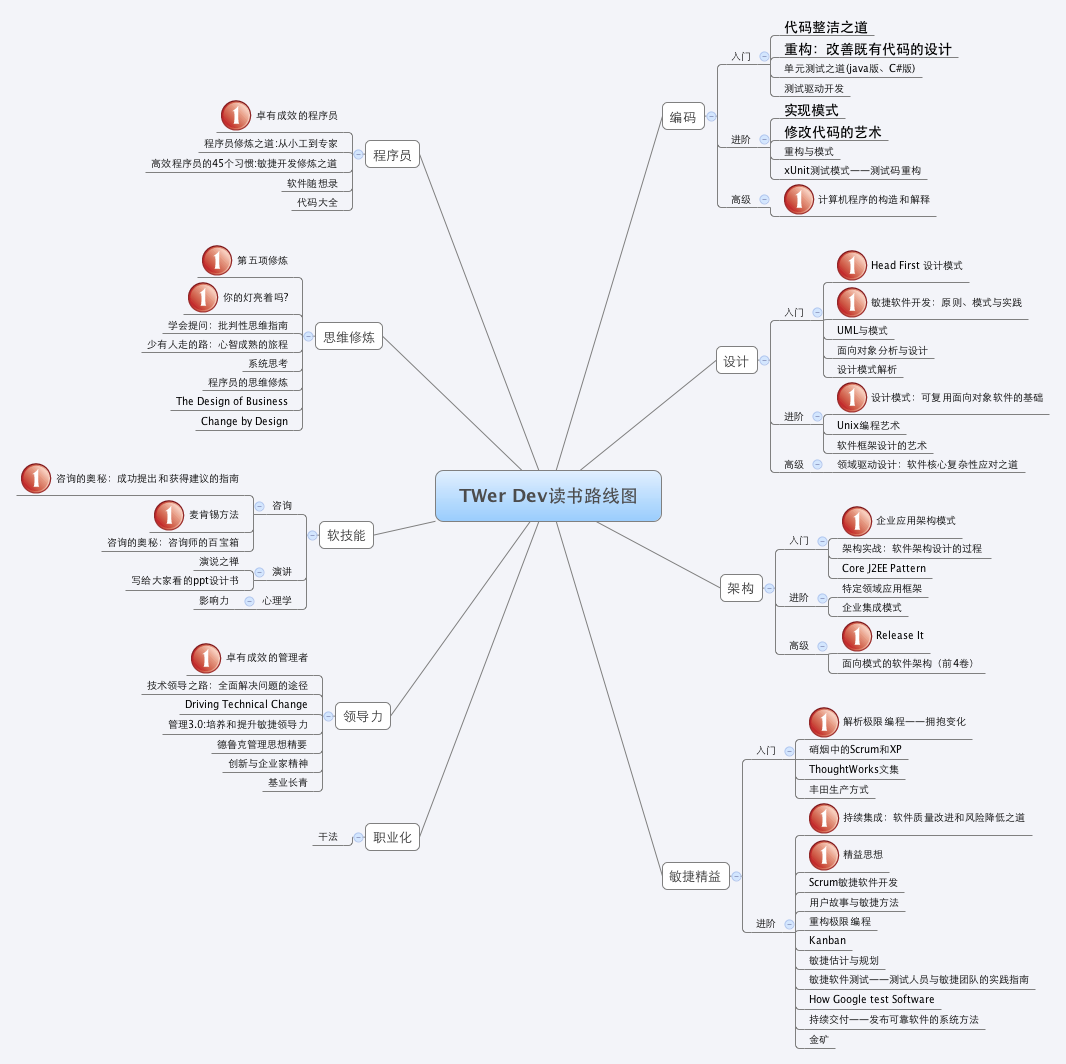 TWer Dev读书路线图
编码
入门
代码整洁之道
重构：改善既有代码的设计
单元测试之道(java版、C#版)
测试驱动开发
进阶
实现模式
修改代码的艺术
重构与模式
xUnit测试模式——测试码重构
高级
1 计算机程序的构造和解释
设计
入门
1 Head First 设计模式
1 敏捷软件开发：原则、模式与实践
UML与模式
面向对象分析与设计
设计模式解析
进阶
1 设计模式：可复用面向对象软件的基础
Unix编程艺术
软件框架设计的艺术
高级
领域驱动设计：软件核心复杂性应对之道
架构
入门
1 企业应用架构模式
架构实战：软件架构设计的过程
Core J2EE Pattern
进阶
特定领域应用框架
企业集成模式
高级
1 Release It
面向模式的软件架构（前4卷）
敏捷精益
入门
1 解析极限编程——拥抱变化
硝烟中的Scrum和XP
ThoughtWorks文集
丰田生产方式
进阶
1 持续集成：软件质量改进和风险降低之道
1 精益思想
Scrum敏捷软件开发
用户故事与敏捷方法
重构极限编程
Kanban
敏捷估计与规划
敏捷软件测试——测试人员与敏捷团队的实践指南
How Google test Software
持续交付——发布可靠软件的系统方法
金矿
程序员
1 卓有成效的程序员
程序员修炼之道:从小工到专家
高效程序员的45个习惯:敏捷开发修炼之道
软件随想录
代码大全
思维修炼
1 第五项修炼
1 你的灯亮着吗?
学会提问：批判性思维指南
少有人走的路：心智成熟的旅程
系统思考
程序员的思维修炼
The Design of Business
Change by Design
软技能
咨询
1 咨询的奥秘：成功提出和获得建议的指南
1 麦肯锡方法
咨询的奥秘：咨询师的百宝箱
演讲
演说之禅
写给大家看的ppt设计书
心理学
影响力
领导力
1 卓有成效的管理者
技术领导之路：全面解决问题的途径
Driving Technical Change
管理3.0:培养和提升敏捷领导力
德鲁克管理思想精要
创新与企业家精神
基业长青
职业化
干法